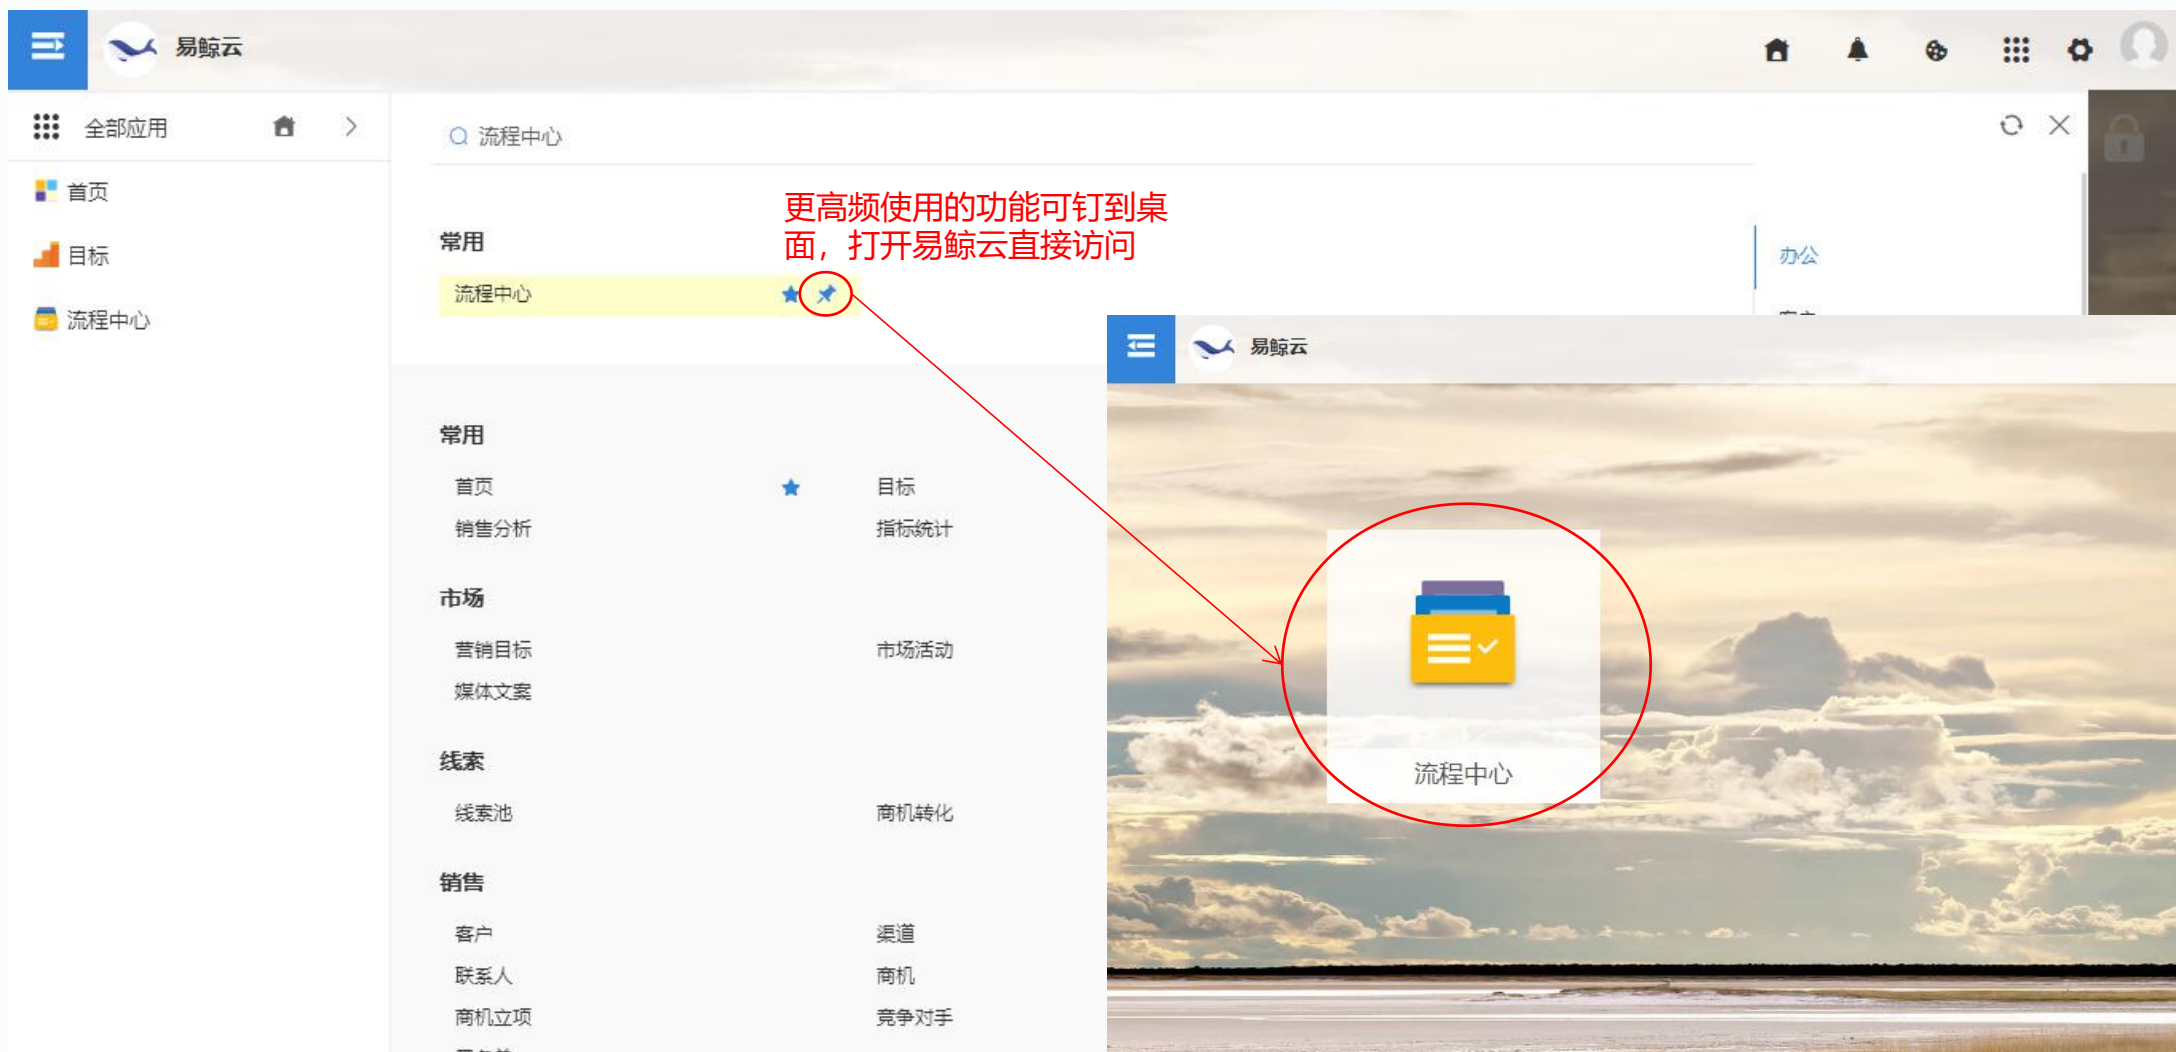 易鲸云
全部应用
首页
目标
流程中心
流程中心
更高频使用的功能可钉到桌
面，打开易鲸云直接访问
常用
流程中心
办公
常用
首页
目标
销售分析
指标统计
市场
营销目标
市场活动
媒体文案
线索
线索池
商机转化
销售
客户
渠道
联系人
商机
商机立项
竞争对手
易鲸云
流程中心